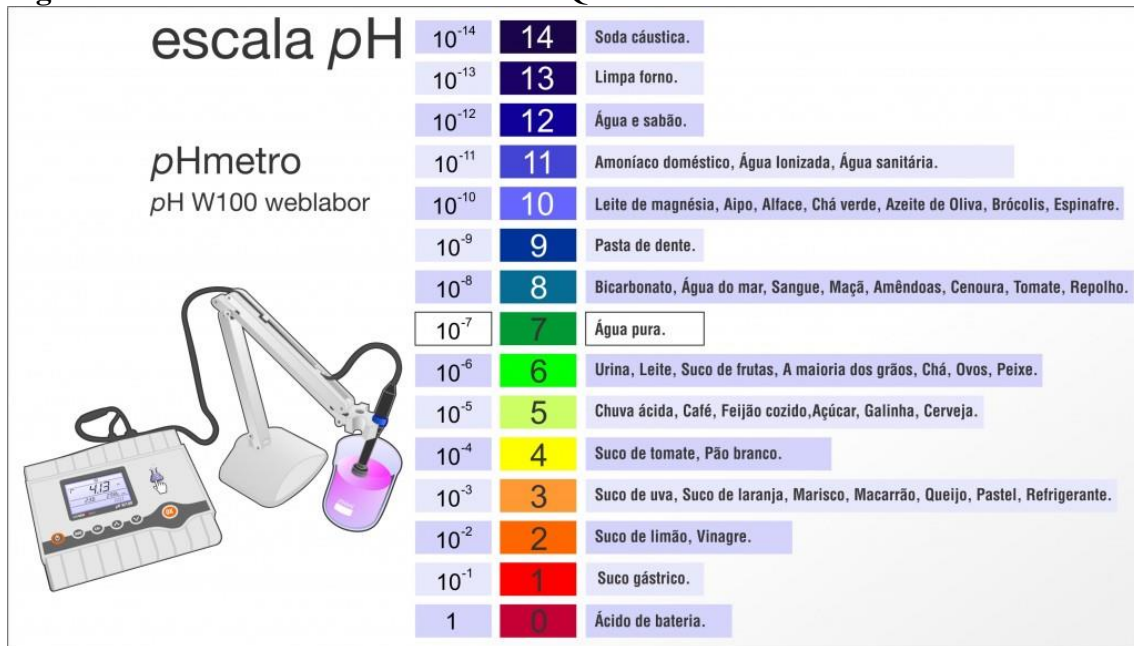 escala pH
pHmetro
pH W100 weblabor
4.13
10⁻¹⁴ 14 Soda cáustica.
10⁻¹³ 13 Limpa forno.
10⁻¹² 12 Água e sabão.
10⁻¹¹ 11 Amoníaco doméstico, Água Ionizada, Água sanitária.
10⁻¹⁰ 10 Leite de magnésia, Aipo, Alface, Chá verde, Azeite de Oliva, Brócolis, Espinafre.
10⁻⁹ 9 Pasta de dente.
10⁻⁸ 8 Bicarbonato, Água do mar, Sangue, Maçã, Amêndoas, Cenoura, Tomate, Repolho.
10⁻⁷ 7 Água pura.
10⁻⁶ 6 Urina, Leite, Suco de frutas, A maioria dos grãos, Chá, Ovos, Peixe.
10⁻⁵ 5 Chuva ácida, Café, Feijão cozido,Açúcar, Galinha, Cerveja.
10⁻⁴ 4 Suco de tomate, Pão branco.
10⁻³ 3 Suco de uva, Suco de laranja, Marisco, Macarrão, Queijo, Pastel, Refrigerante.
10⁻² 2 Suco de limão, Vinagre.
10⁻¹ 1 Suco gástrico.
1 0 Ácido de bateria.